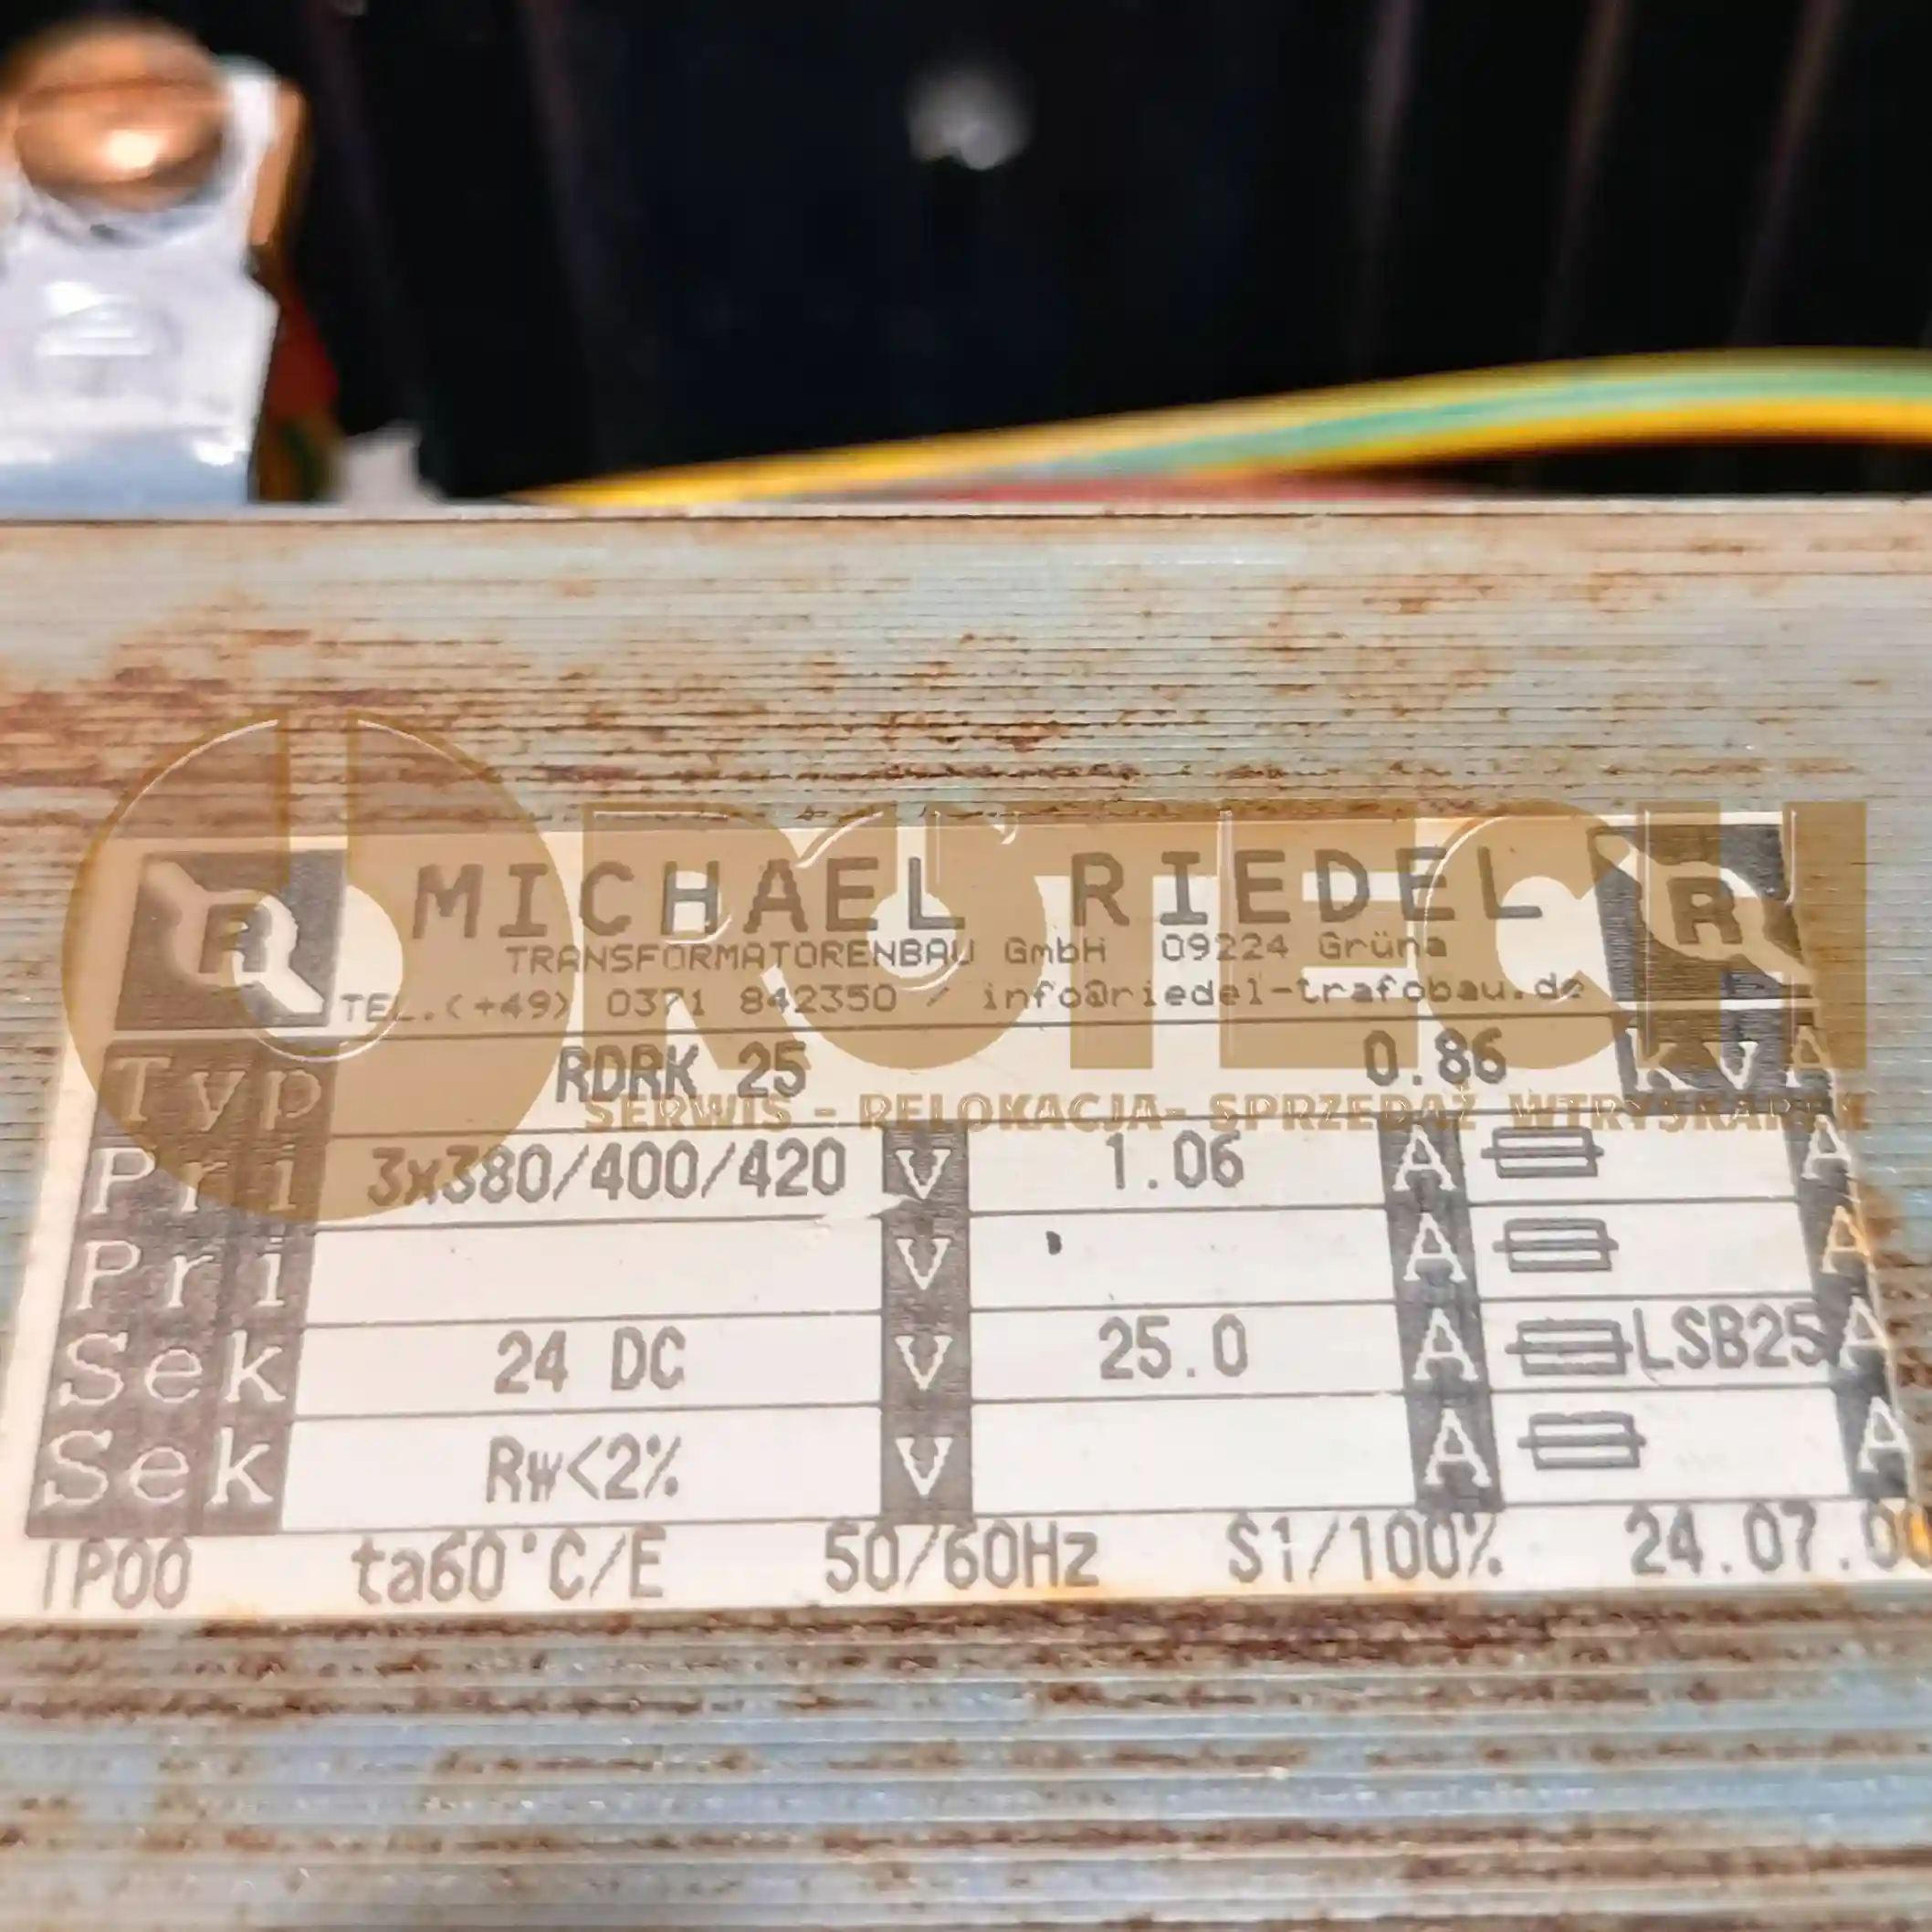 MICHAEL RIEDEL
TRANSFORMATORENBAU GmbH 09224 Grüna
TEL.(+49) 0371 842350 / info@riedel-trafobau.de
Typ RDRK 25 0.86 KVA
ROTECH
SERWIS - RELOKACJA- SPRZEDAŻ WTRYSKAREK
Pri 3x380/400/420 V 1.06 A A
Pri V A A
Sek 24 DC V 25.0 A LSB25 A
Sek Rw<2% V A A
IP00 ta60°C/E 50/60Hz S1/100% 24.07.